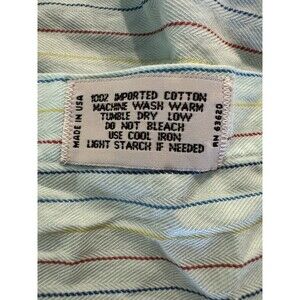 MADE IN USA
100% IMPORTED COTTON
MACHINE WASH WARM
TUMBLE DRY LOW
DO NOT BLEACH
USE COOL IRON
LIGHT STARCH IF NEEDED
RN 63620